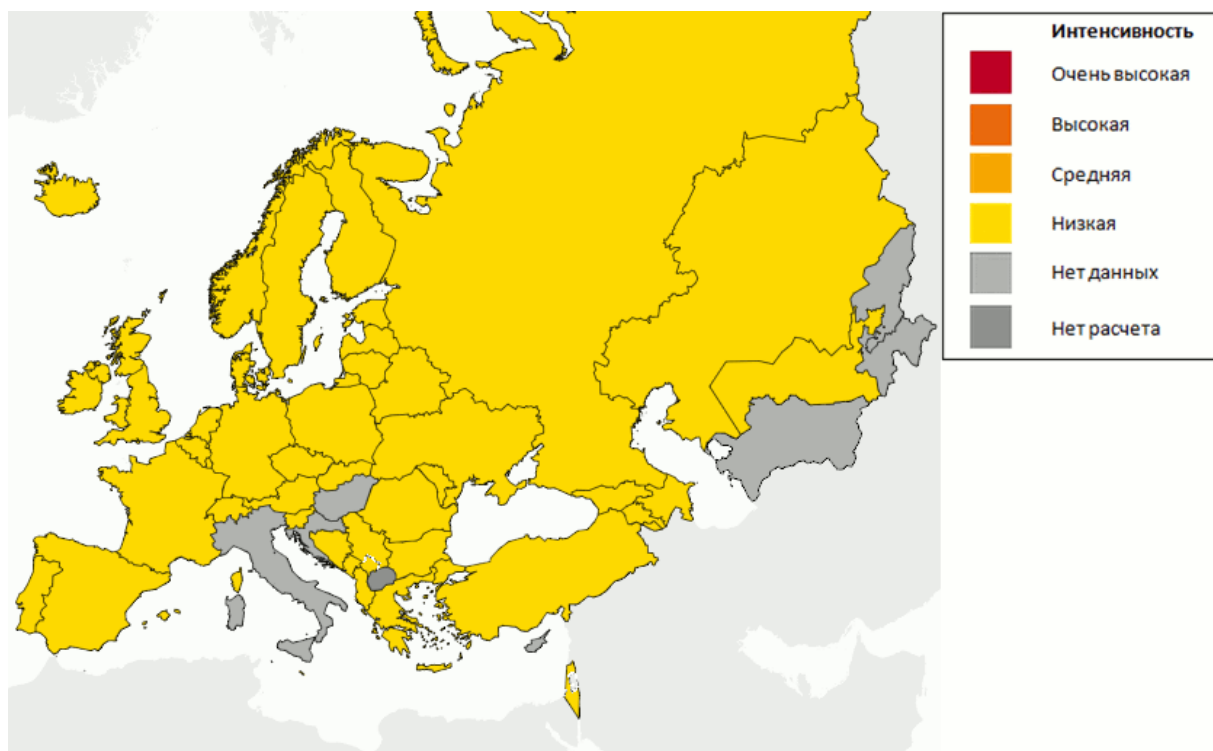 Интенсивность
Очень высокая
Высокая
Средняя
Низкая
Нет данных
Нет расчета